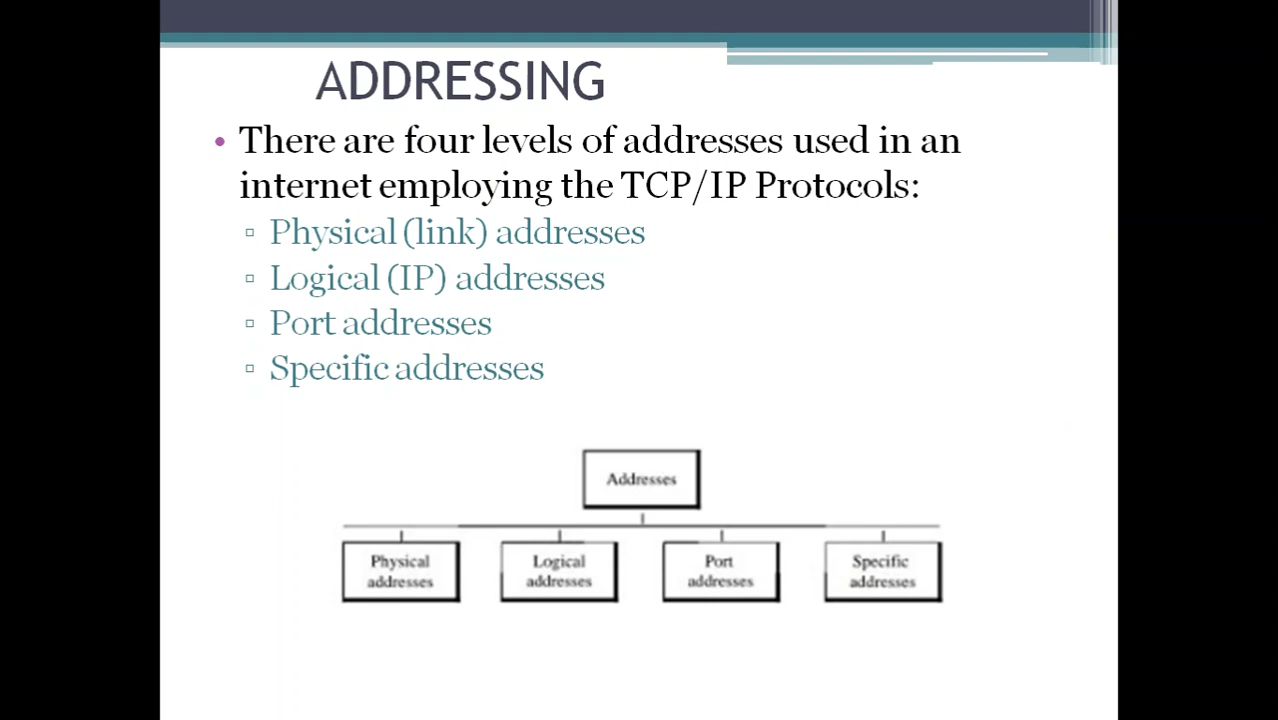 ADDRESSING
• There are four levels of addresses used in an
internet employing the TCP/IP Protocols:
▫ Physical (link) addresses
▫ Logical (IP) addresses
▫ Port addresses
▫ Specific addresses
Addresses
Physical addresses
Logical addresses
Port addresses
Specific addresses